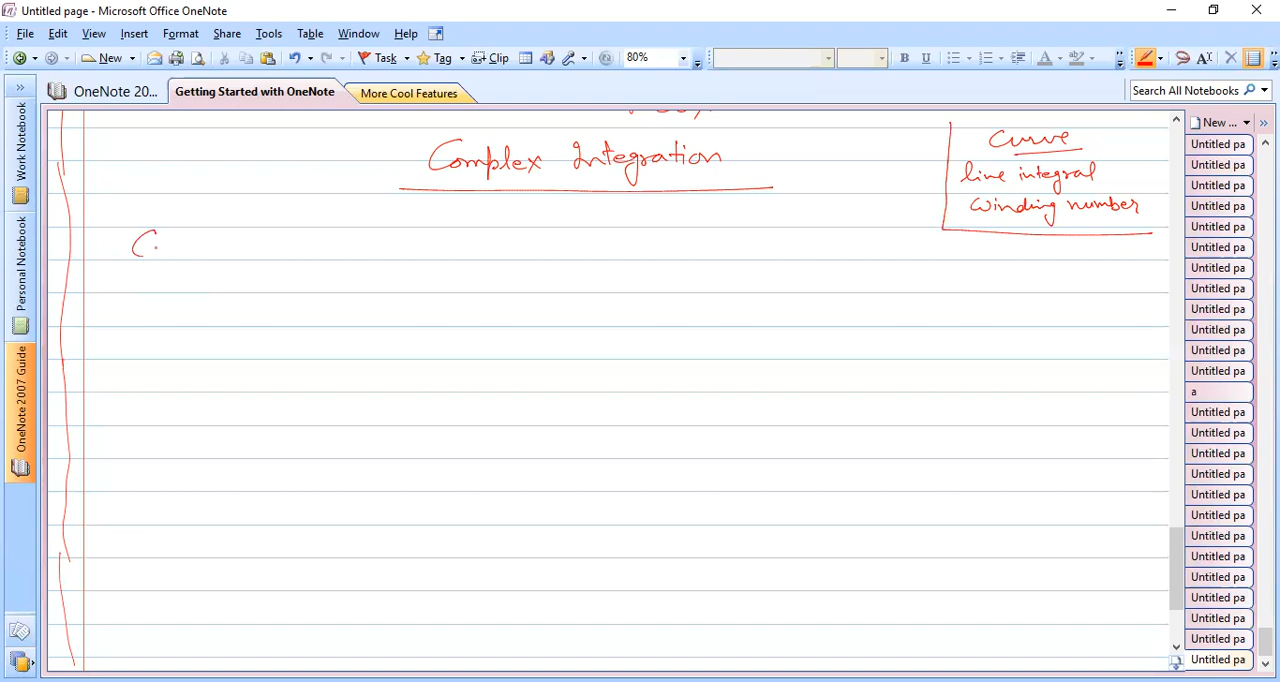 Untitled page - Microsoft Office OneNote
File Edit View Insert Format Share Tools Table Window Help
New Task Tag Clip 80% B U A
OneNote 20... Getting Started with OneNote More Cool Features Search All Notebooks
Work Notebook
Personal Notebook
OneNote 2007 Guide
Complex Integration
Curve
line integral
winding number
C
New ...
Untitled pa
Untitled pa
Untitled pa
Untitled pa
Untitled pa
Untitled pa
Untitled pa
Untitled pa
Untitled pa
Untitled pa
Untitled pa
Untitled pa
a
Untitled pa
Untitled pa
Untitled pa
Untitled pa
Untitled pa
Untitled pa
Untitled pa
Untitled pa
Untitled pa
Untitled pa
Untitled pa
Untitled pa
Untitled pa